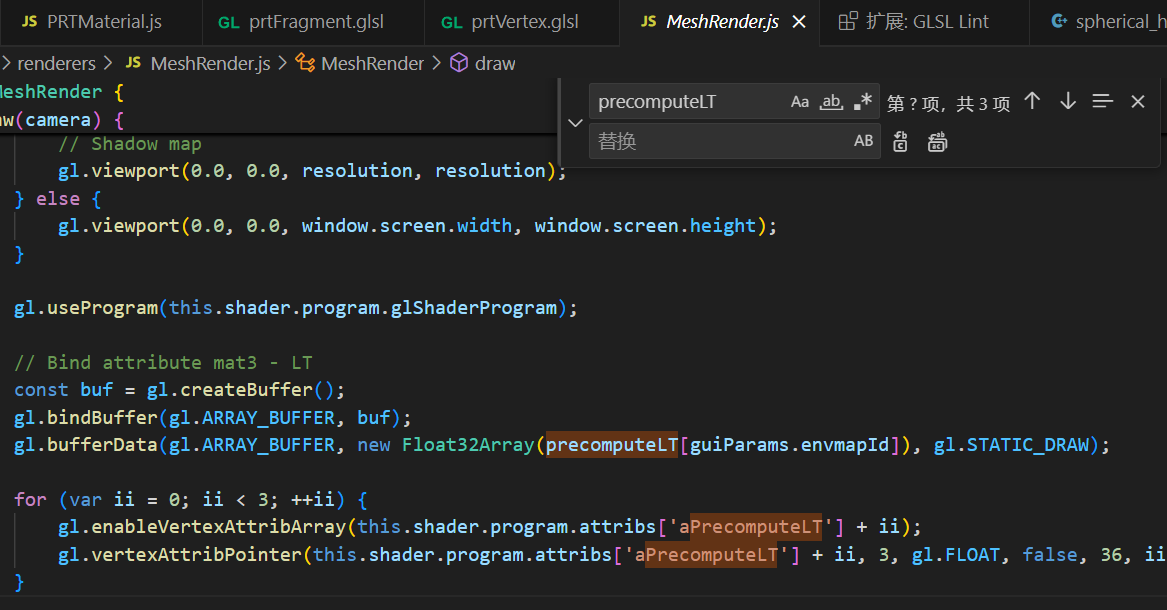 JS PRTMaterial.js GL prtFragment.glsl GL prtVertex.glsl JS MeshRender.js 扩展: GLSL Lint spherical_h
renderers > JS MeshRender.js > MeshRender > draw
MeshRender {
precomputeLT Aa ab 第 ? 项，共 3 项
aw(camera) {
替换 AB
// Shadow map
gl.viewport(0.0, 0.0, resolution, resolution);
} else {
gl.viewport(0.0, 0.0, window.screen.width, window.screen.height);
}
gl.useProgram(this.shader.program.glShaderProgram);
// Bind attribute mat3 - LT
const buf = gl.createBuffer();
gl.bindBuffer(gl.ARRAY_BUFFER, buf);
gl.bufferData(gl.ARRAY_BUFFER, new Float32Array(precomputeLT[guiParams.envmapId]), gl.STATIC_DRAW);
for (var ii = 0; ii < 3; ++ii) {
gl.enableVertexAttribArray(this.shader.program.attribs['aPrecomputeLT'] + ii);
gl.vertexAttribPointer(this.shader.program.attribs['aPrecomputeLT'] + ii, 3, gl.FLOAT, false, 36, ii
}